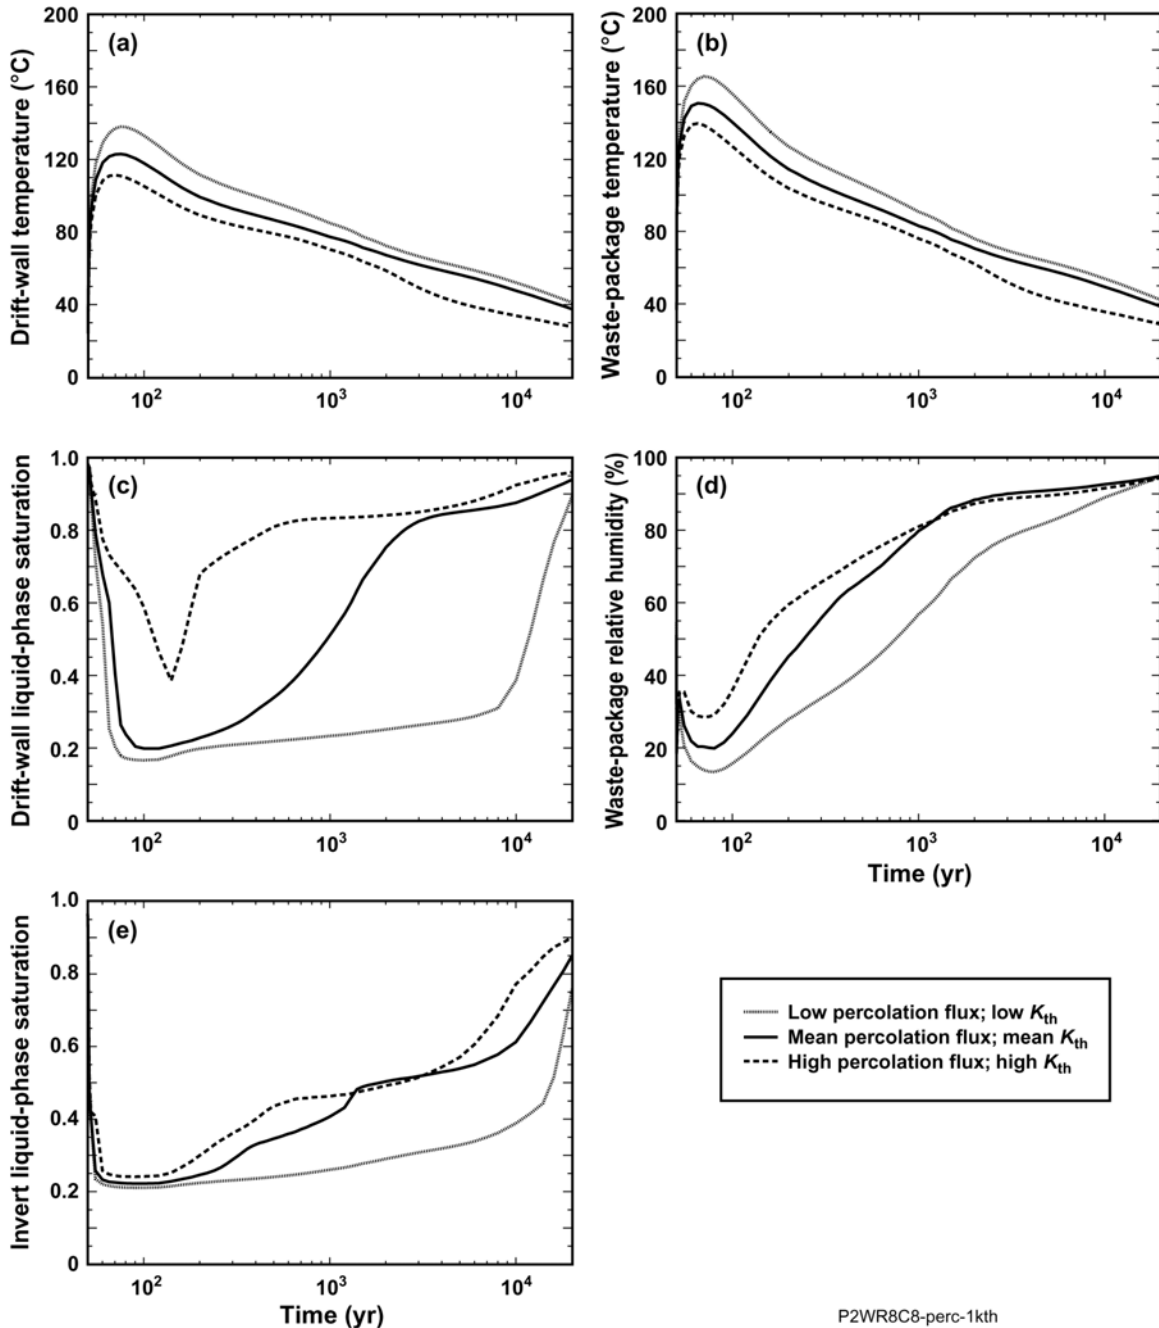 (a)
Drift-wall temperature (°C)
200
160
120
80
40
0
10²
10³
10⁴
(b)
Waste-package temperature (°C)
200
160
120
80
40
0
10²
10³
10⁴
(c)
Drift-wall liquid-phase saturation
1.0
0.8
0.6
0.4
0.2
0
10²
10³
10⁴
(d)
Waste-package relative humidity (%)
100
80
60
40
20
0
10²
10³
10⁴
Time (yr)
(e)
Invert liquid-phase saturation
1.0
0.8
0.6
0.4
0.2
0
10²
10³
10⁴
Time (yr)
Low percolation flux; low Kth
Mean percolation flux; mean Kth
High percolation flux; high Kth
P2WR8C8-perc-1kth